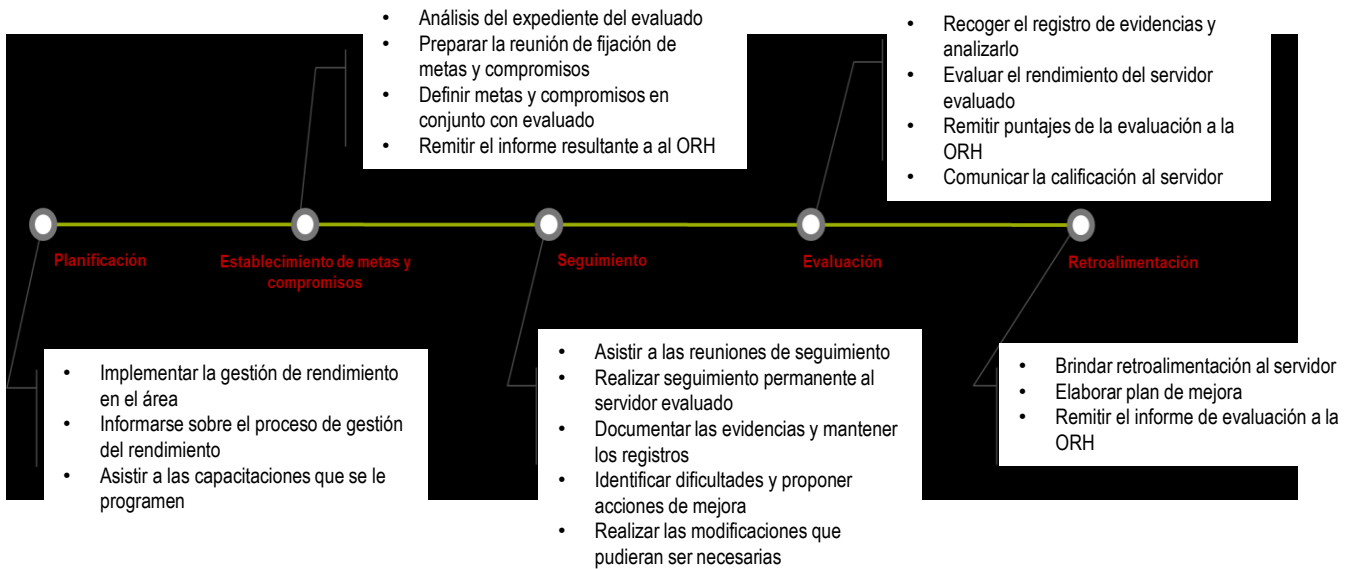 • Análisis del expediente del evaluado
• Preparar la reunión de fijación de
metas y compromisos
• Definir metas y compromisos en
conjunto con evaluado
• Remitir el informe resultante a al ORH
• Recoger el registro de evidencias y
analizarlo
• Evaluar el rendimiento del servidor
evaluado
• Remitir puntajes de la evaluación a la
ORH
• Comunicar la calificación al servidor
Planificación
Establecimiento de metas y
compromisos
Seguimiento
Evaluación
Retroalimentación
• Implementar la gestión de rendimiento
en el área
• Informarse sobre el proceso de gestión
del rendimiento
• Asistir a las capacitaciones que se le
programen
• Asistir a las reuniones de seguimiento
• Realizar seguimiento permanente al
servidor evaluado
• Documentar las evidencias y mantener
los registros
• Identificar dificultades y proponer
acciones de mejora
• Realizar las modificaciones que
pudieran ser necesarias
• Brindar retroalimentación al servidor
• Elaborar plan de mejora
• Remitir el informe de evaluación a la
ORH